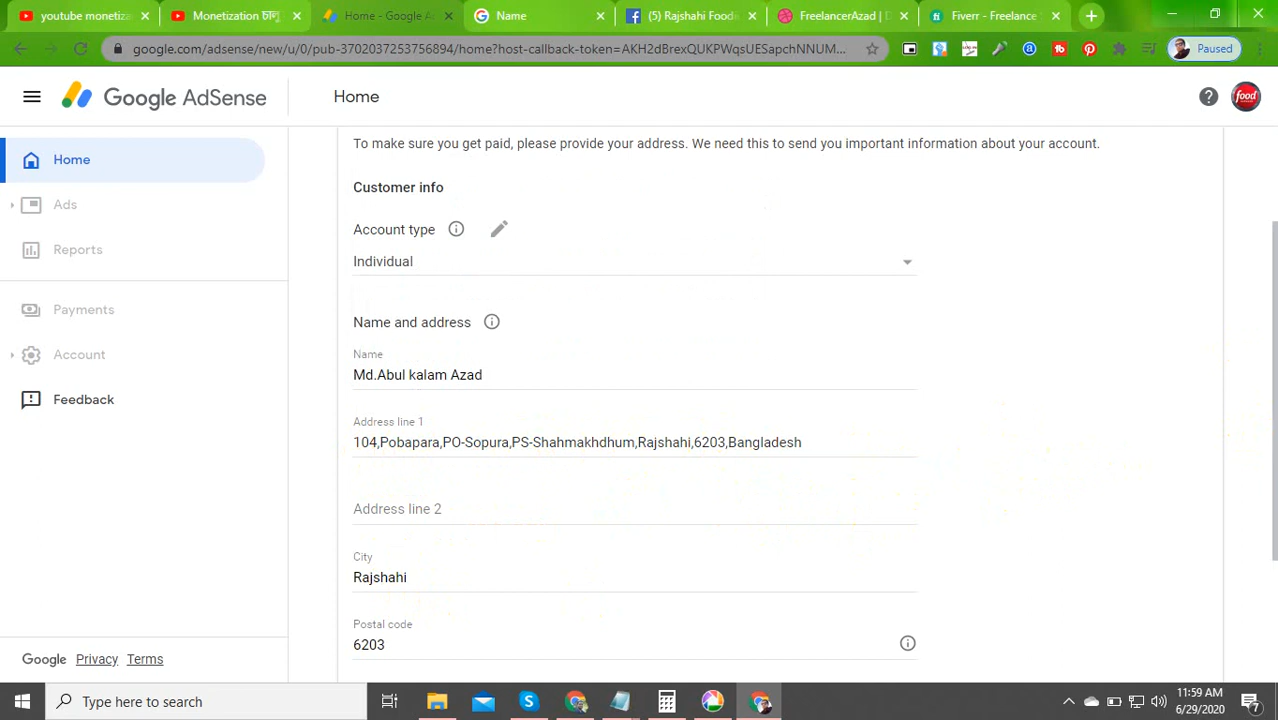 youtube monetiza
Monetization চালু
Home - Google Ad
Name
(5) Rajshahi Foodi
FreelancerAzad | D
Fiverr - Freelance
google.com/adsense/new/u/0/pub-3702037253756894/home?host-callback-token=AKH2dBrexQUKPWqsUESapchNNUM...
Paused
Google AdSense
Home
food
Home
Ads
Reports
Payments
Account
Feedback
To make sure you get paid, please provide your address. We need this to send you important information about your account.
Customer info
Account type
Individual
Name and address
Name
Md.Abul kalam Azad
Address line 1
104,Pobapara,PO-Sopura,PS-Shahmakhdhum,Rajshahi,6203,Bangladesh
Address line 2
City
Rajshahi
Postal code
6203
Google Privacy Terms
Type here to search
11:59 AM
6/29/2020
7